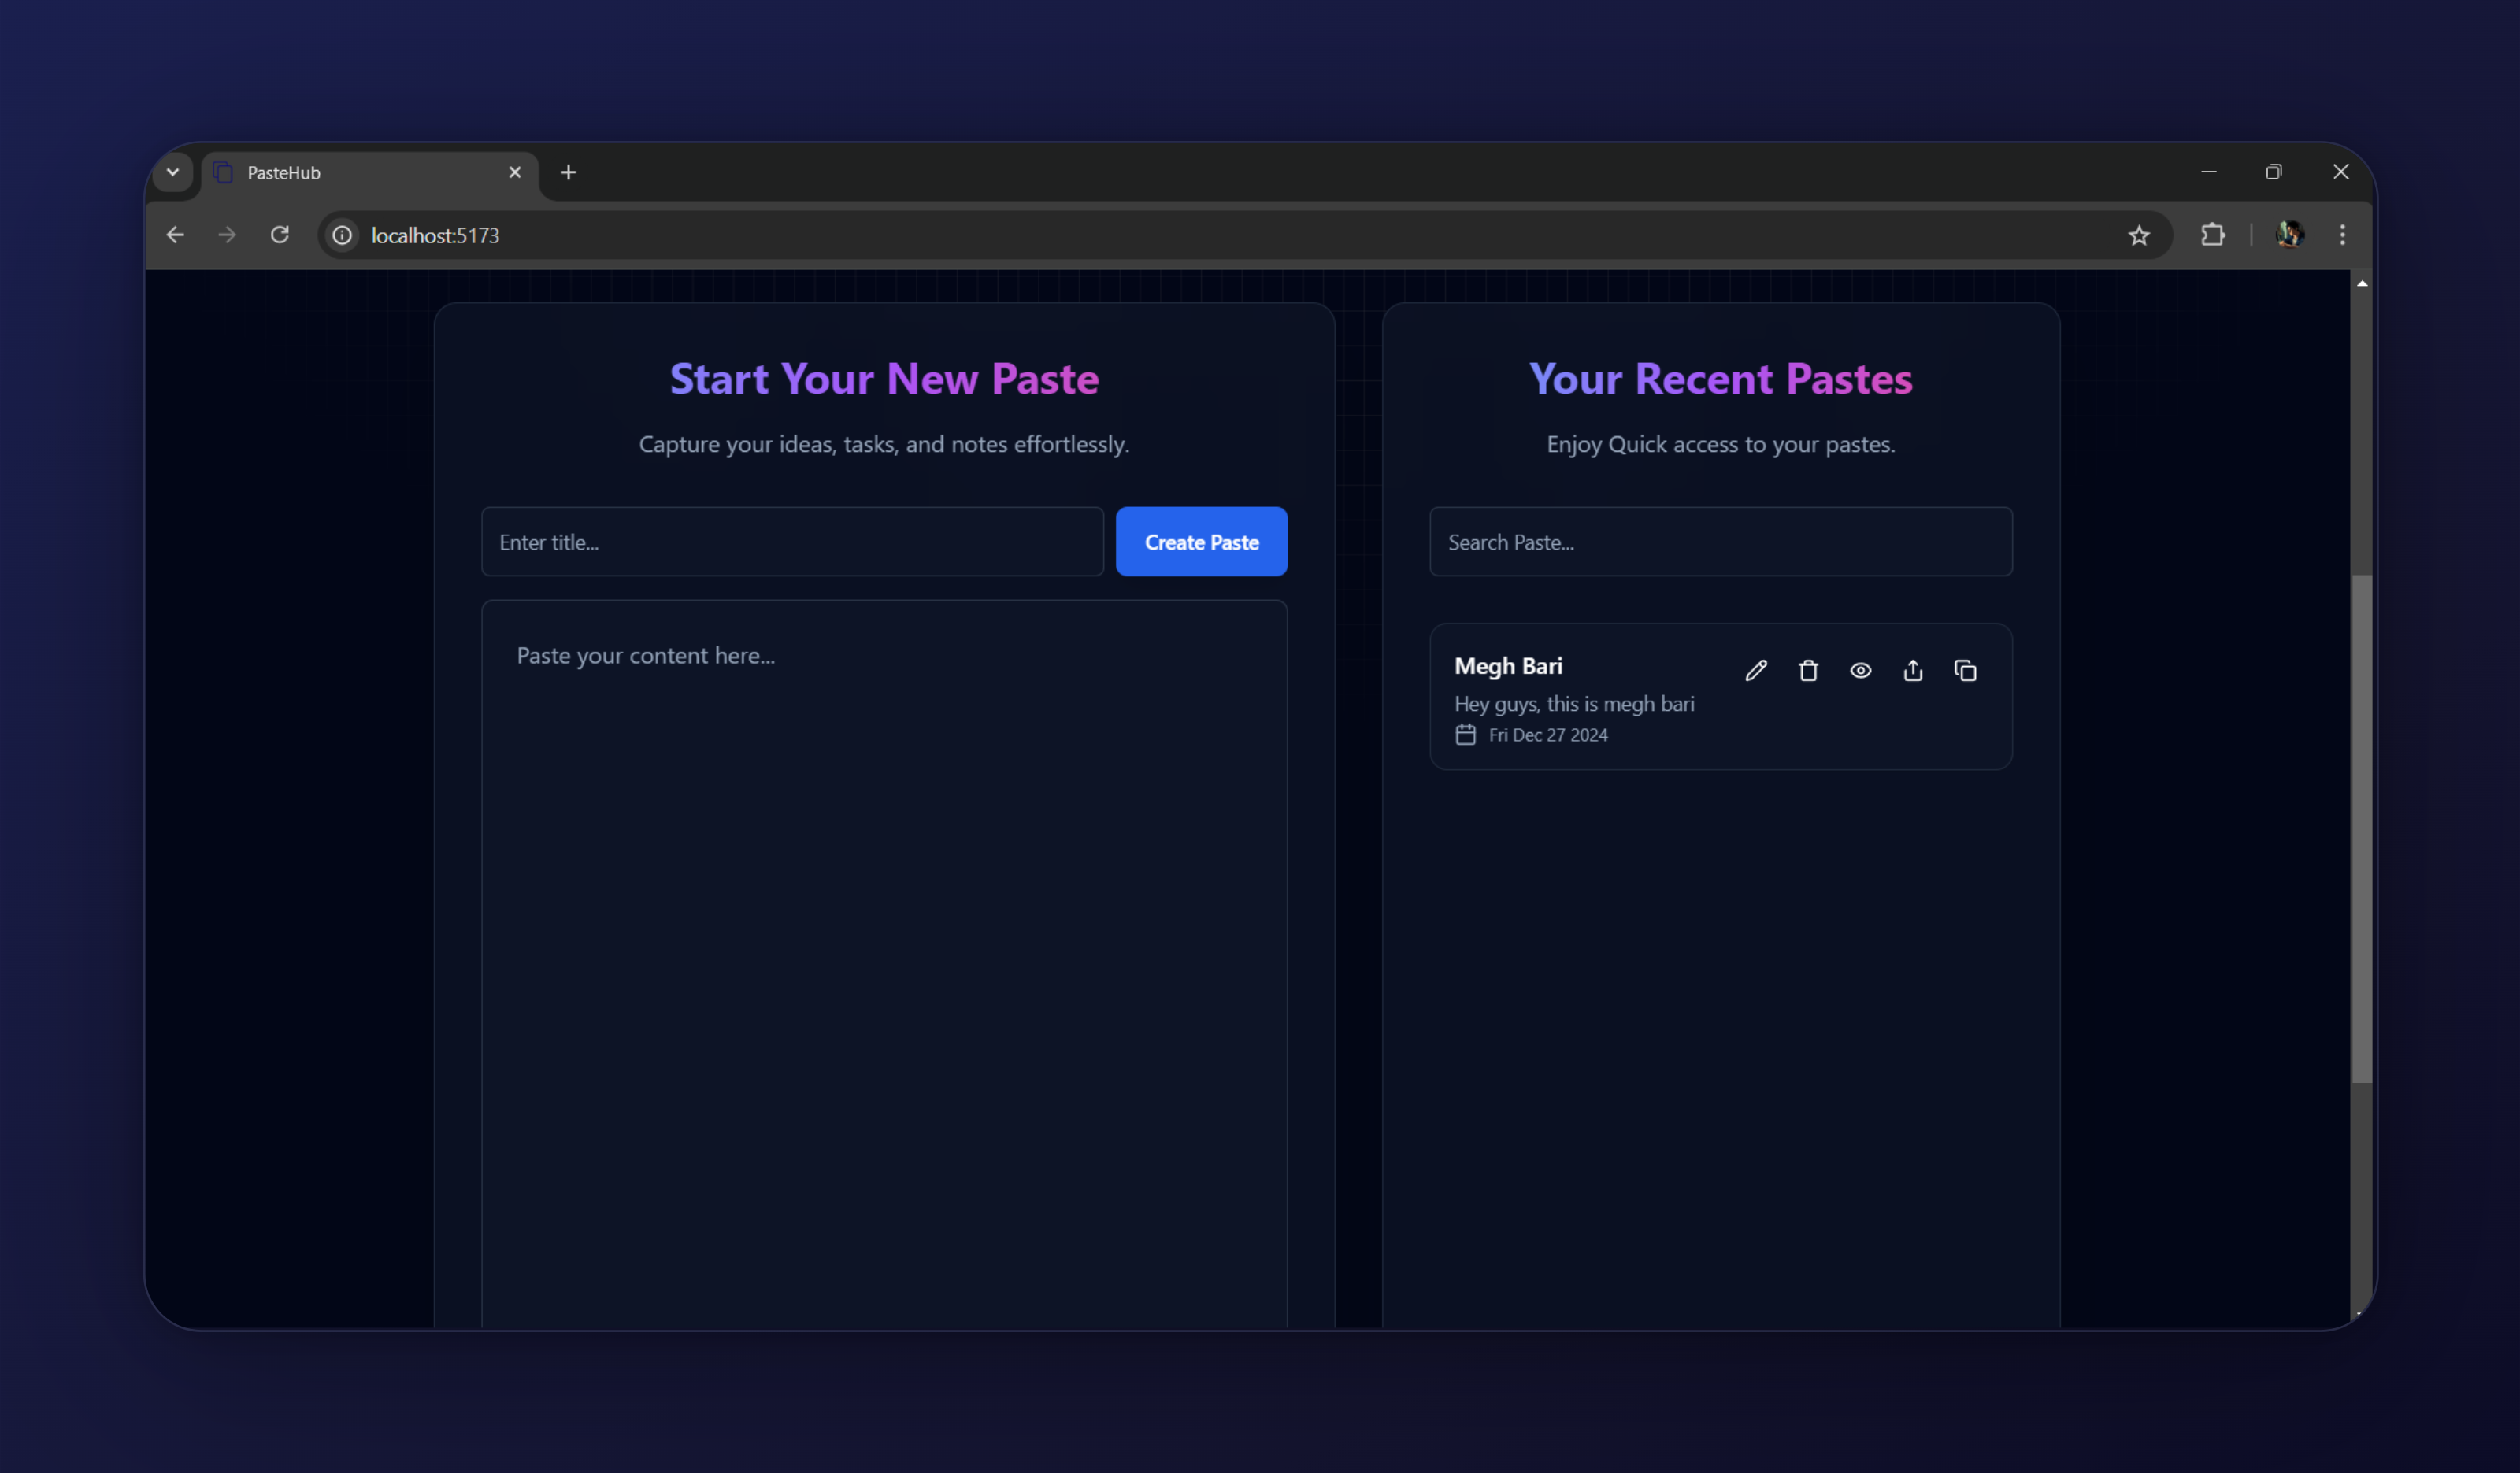 PasteHub
localhost:5173
Start Your New Paste
Capture your ideas, tasks, and notes effortlessly.
Enter title...
Create Paste
Paste your content here...
Your Recent Pastes
Enjoy Quick access to your pastes.
Search Paste...
Megh Bari
Hey guys, this is megh bari
Fri Dec 27 2024